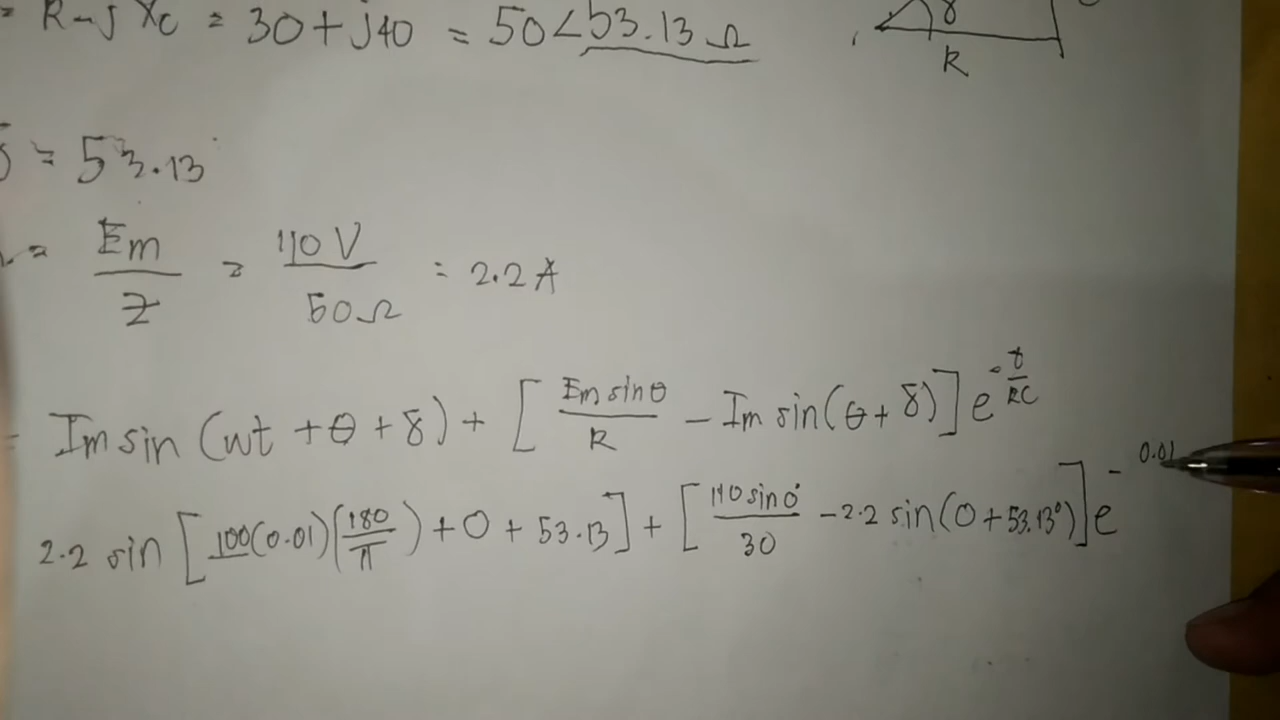 = R-j Xc = 30+j40 = 50∠53.13 Ω
γ
R
= 53.13
= Em / Z = 110 V / 50Ω = 2.2 A
= Im sin (wt + θ + γ) + [ Em sin θ / R - Im sin(θ + γ) ] e^-t/RC
2.2 sin [ 100(0.01)(180/π) + 0 + 53.13 ] + [ 110 sin 0° / 30 - 2.2 sin(0 + 53.13°) ] e^- 0.01